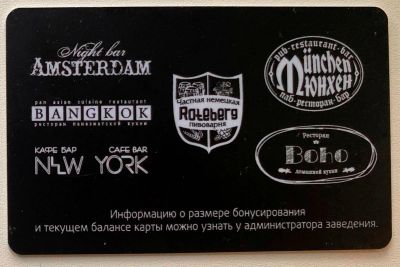 Night bar
AMSTERDAM
pan asian cuisine restaurant
BANGKOK
ресторан паназиатской кухни
КАФЕ БАР CAFE BAR
NEW YORK
Частная немецкая
Roteberg
пивоварня
pub-restaurant-bar
München
Мюнхен
паб-ресторан-бар
Ресторан
Boho
домашней кухни
Информацию о размере бонусирования
и текущем балансе карты можно узнать у администратора заведения.